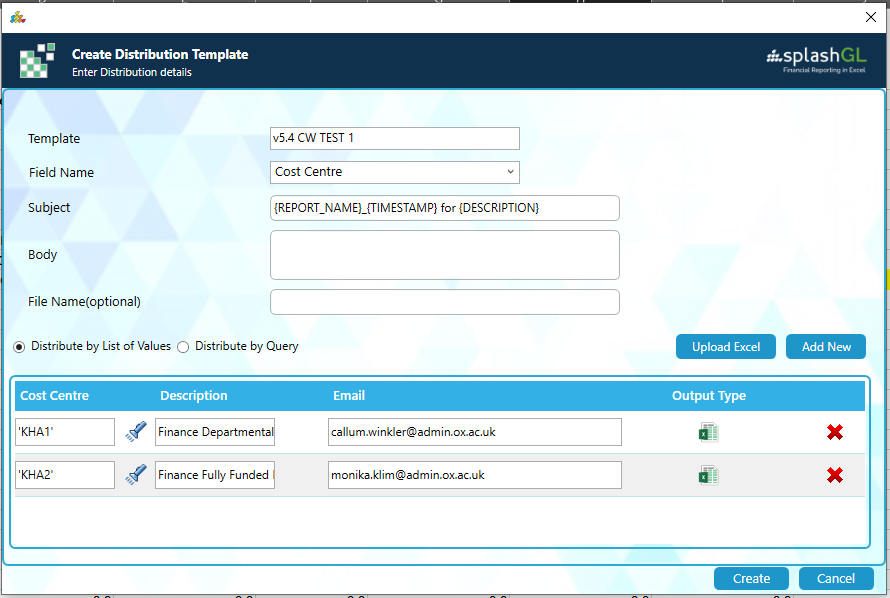 Create Distribution Template
Enter Distribution details
splashGL
Financial Reporting in Excel
Template v5.4 CW TEST 1
Field Name Cost Centre
Subject {REPORT_NAME}_{TIMESTAMP} for {DESCRIPTION}
Body
File Name(optional)
Distribute by List of Values Distribute by Query Upload Excel Add New
Cost Centre Description Email Output Type
'KHA1' Finance Departmental callum.winkler@admin.ox.ac.uk
'KHA2' Finance Fully Funded monika.klim@admin.ox.ac.uk
Create Cancel